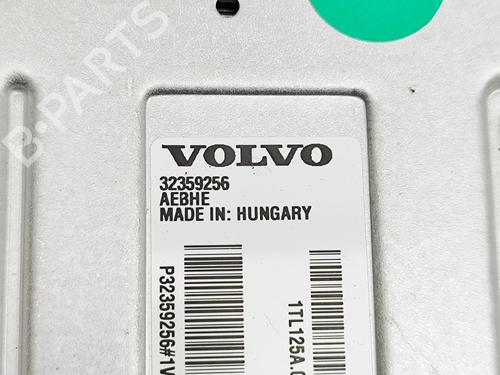 VOLVO
32359256
AEBHE
MADE IN: HUNGARY
P32359256#1V
1TL125A.
B-PARTS